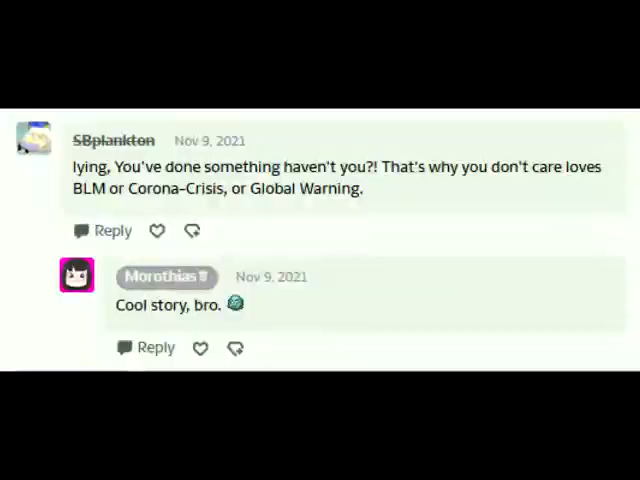 SBplankton Nov 9, 2021
lying, You've done something haven't you?! That's why you don't care loves
BLM or Corona-Crisis, or Global Warning.
Reply
Morothias Nov 9, 2021
Cool story, bro.
Reply